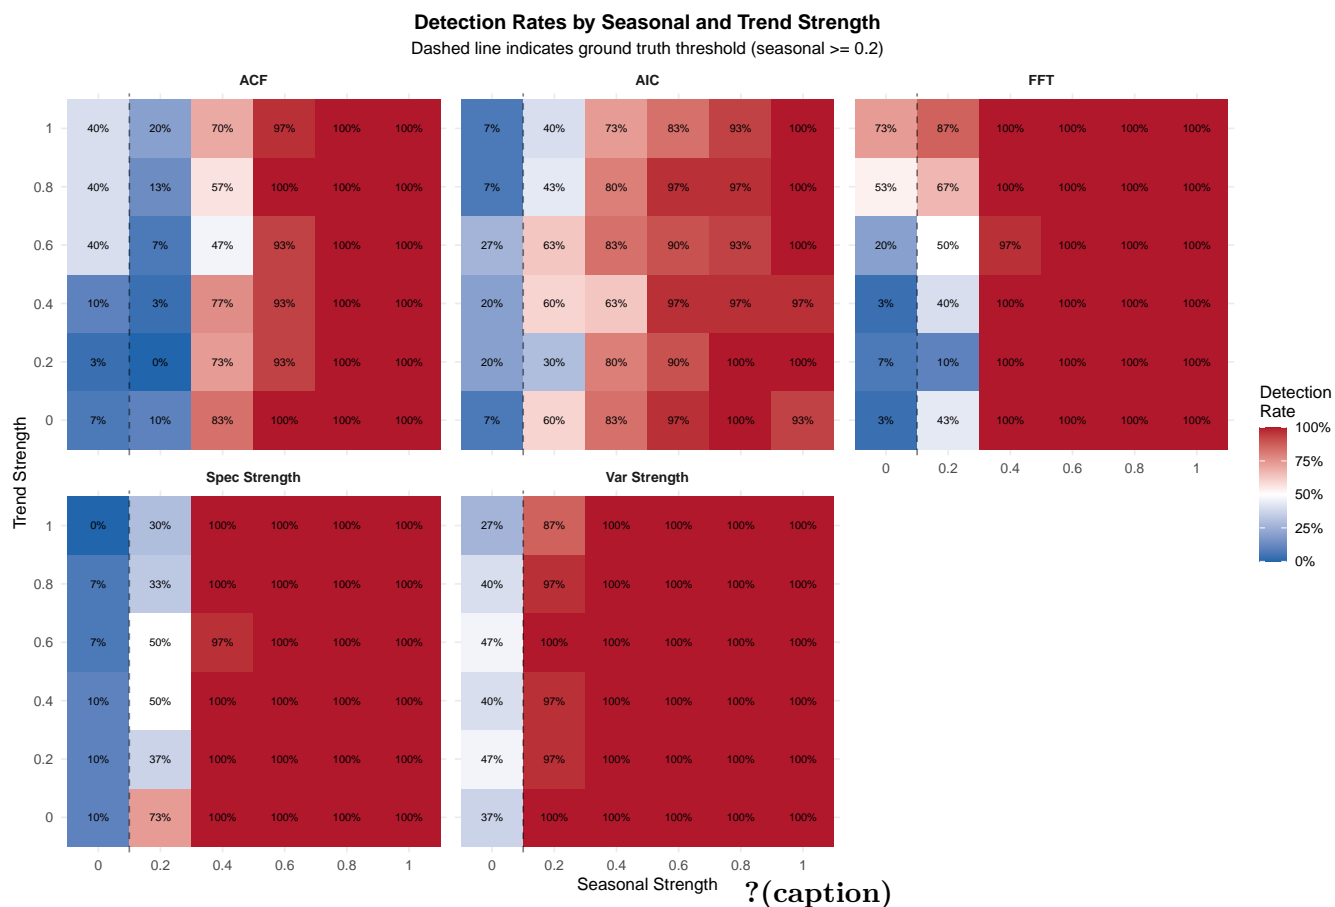 Detection Rates by Seasonal and Trend Strength
Dashed line indicates ground truth threshold (seasonal >= 0.2)
ACF AIC FFT
1 40% 20% 70% 97% 100% 100% 7% 40% 73% 83% 93% 100% 73% 87% 100% 100% 100% 100%
0.8 40% 13% 57% 100% 100% 100% 7% 43% 80% 97% 97% 100% 53% 67% 100% 100% 100% 100%
0.6 40% 7% 47% 93% 100% 100% 27% 63% 83% 90% 93% 100% 20% 50% 97% 100% 100% 100%
0.4 10% 3% 77% 93% 100% 100% 20% 60% 63% 97% 97% 97% 3% 40% 100% 100% 100% 100%
0.2 3% 0% 73% 93% 100% 100% 20% 30% 80% 90% 100% 100% 7% 10% 100% 100% 100% 100%
0 7% 10% 83% 100% 100% 100% 7% 60% 83% 97% 100% 93% 3% 43% 100% 100% 100% 100%
0 0.2 0.4 0.6 0.8 1
Spec Strength Var Strength
1 0% 30% 100% 100% 100% 100% 27% 87% 100% 100% 100% 100%
0.8 7% 33% 100% 100% 100% 100% 40% 97% 100% 100% 100% 100%
0.6 7% 50% 97% 100% 100% 100% 47% 100% 100% 100% 100% 100%
0.4 10% 50% 100% 100% 100% 100% 40% 97% 100% 100% 100% 100%
0.2 10% 37% 100% 100% 100% 100% 47% 97% 100% 100% 100% 100%
0 10% 73% 100% 100% 100% 100% 37% 100% 100% 100% 100% 100%
0 0.2 0.4 0.6 0.8 1 0 0.2 0.4 0.6 0.8 1
Trend Strength
Seasonal Strength
?(caption)
Detection
Rate
100%
75%
50%
25%
0%